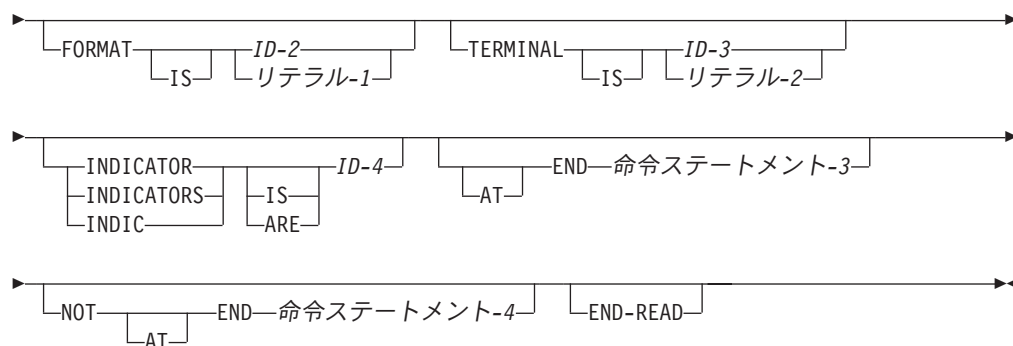 FORMAT IS ID-2 リテラル-1 TERMINAL IS ID-3 リテラル-2
INDICATOR INDICATORS INDIC IS ARE ID-4 AT END 命令ステートメント-3
NOT AT END 命令ステートメント-4 END-READ